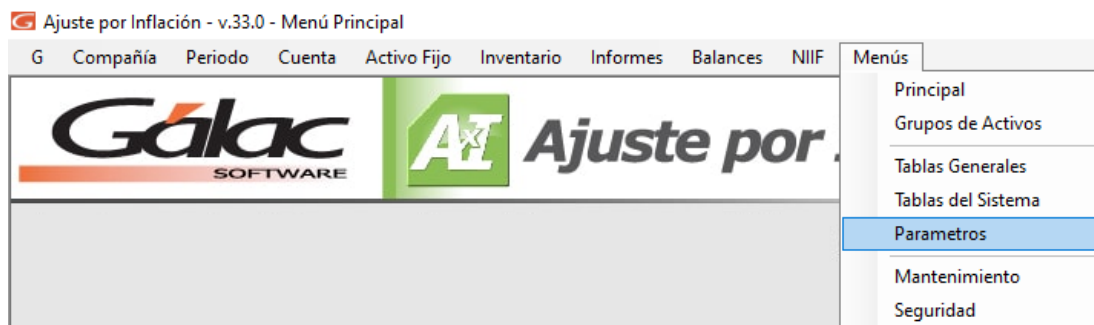 G Ajuste por Inflación - v.33.0 - Menú Principal
G Compañía Periodo Cuenta Activo Fijo Inventario Informes Balances NIIF Menús
Principal
Grupos de Activos
Tablas Generales
Tablas del Sistema
Parametros
Mantenimiento
Seguridad
Gálac
SOFTWARE
AxI
Ajuste por